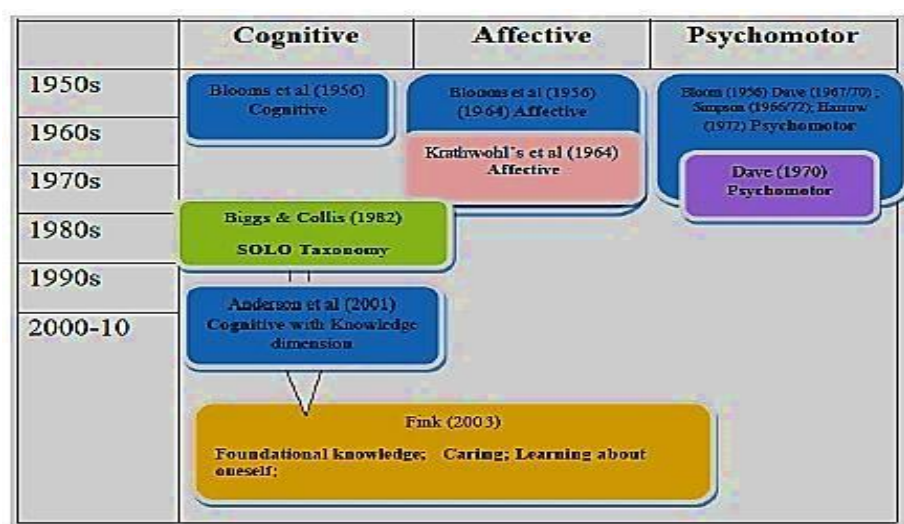 Cognitive Affective Psychomotor
1950s
1960s
1970s
1980s
1990s
2000-10
Blooms et al (1956)
Cognitive
Blooms et al (1956)
(1964) Affective
Krathwohl's et al (1964)
Affective
Bloom (1956) Dave (1967/70) ;
Simpson (1966/72); Harrow
(1972) Psychomotor
Dave (1970)
Psychomotor
Biggs & Collis (1982)
SOLO Taxonomy
Anderson et al (2001)
Cognitive with Knowledge
dimension
Fink (2003)
Foundational knowledge; Caring; Learning about
oneself;